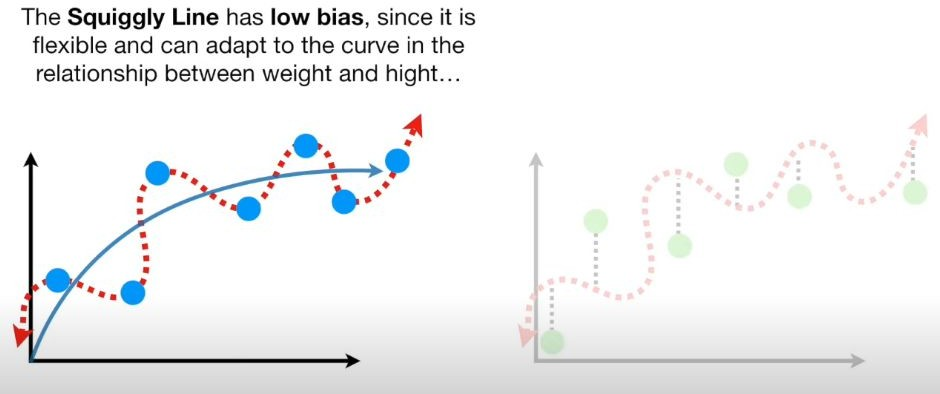 The Squiggly Line has low bias, since it is
flexible and can adapt to the curve in the
relationship between weight and hight...